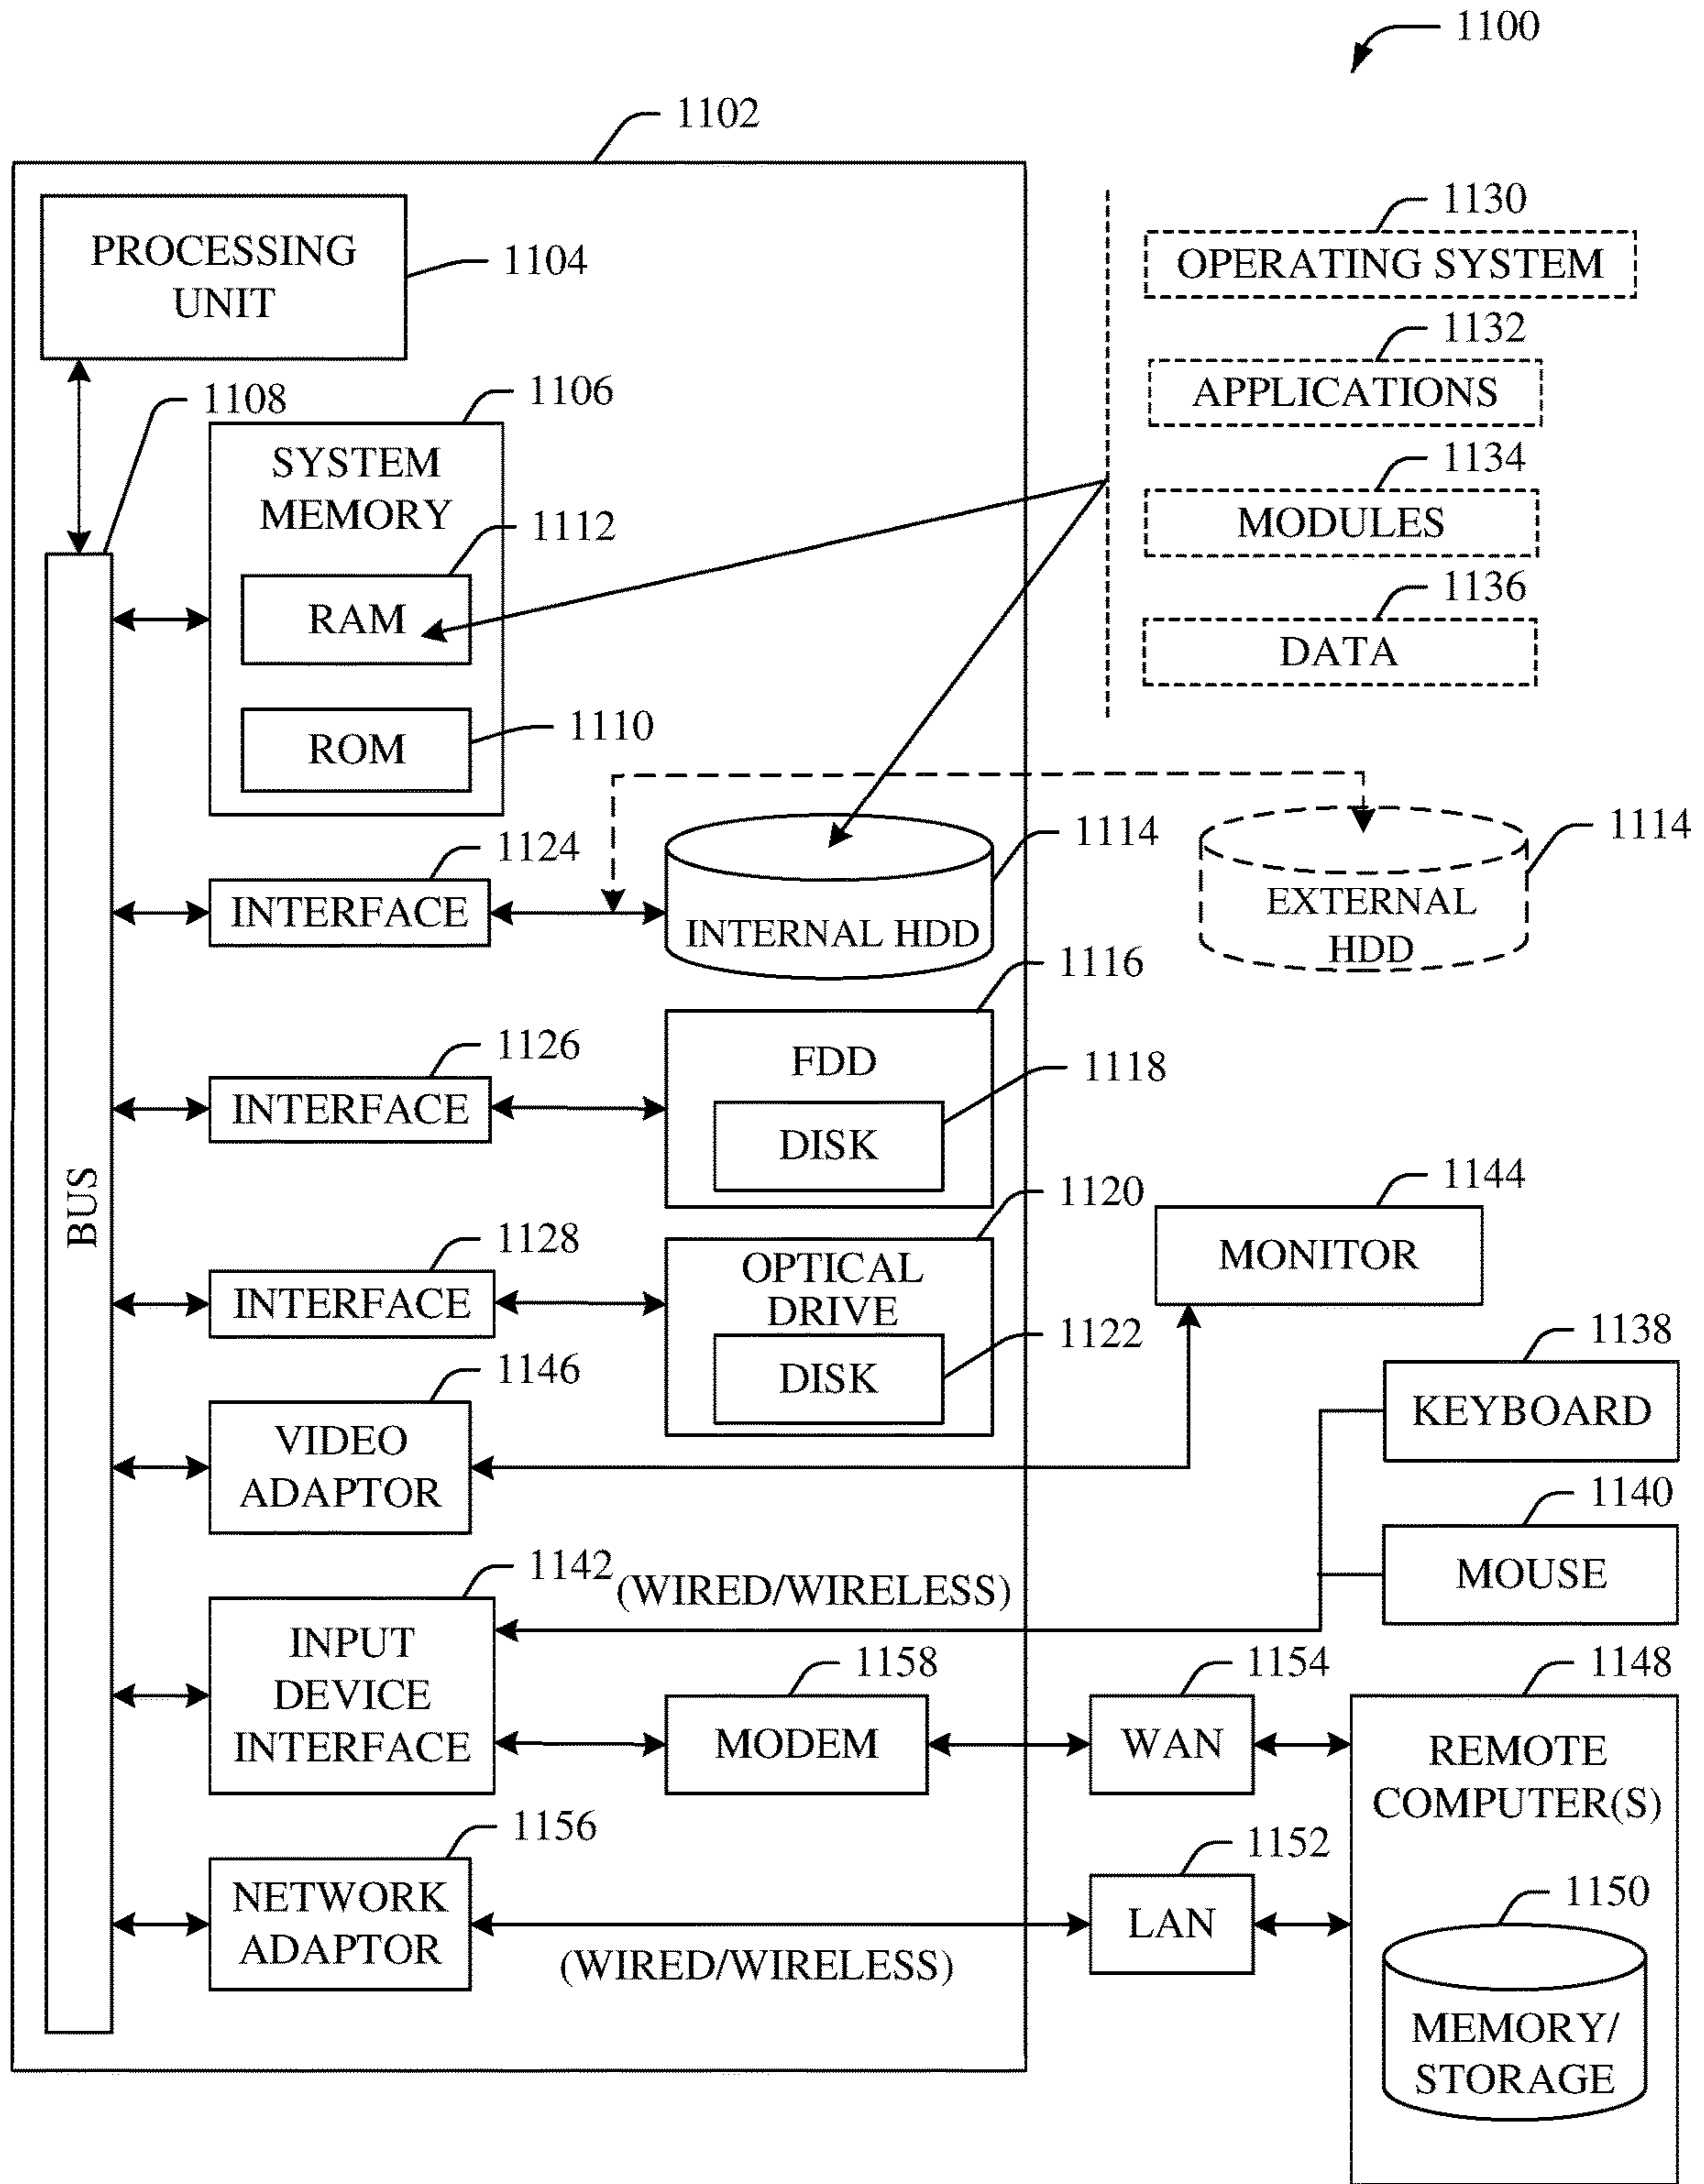 1100
1102
PROCESSING
UNIT
1104
1130
OPERATING SYSTEM
1132
APPLICATIONS
1134
MODULES
1136
DATA
1108
1106
SYSTEM
MEMORY
1112
RAM
1110
ROM
1124
INTERFACE
1114
INTERNAL HDD
1114
EXTERNAL
HDD
1116
FDD
1126
INTERFACE
1118
DISK
BUS
1120
OPTICAL
DRIVE
1128
INTERFACE
1122
DISK
1144
MONITOR
1146
VIDEO
ADAPTOR
1138
KEYBOARD
1140
MOUSE
1142
(WIRED/WIRELESS)
INPUT
DEVICE
INTERFACE
1158
MODEM
1154
WAN
1148
REMOTE
COMPUTER(S)
1156
NETWORK
ADAPTOR
(WIRED/WIRELESS)
1152
LAN
1150
MEMORY/
STORAGE